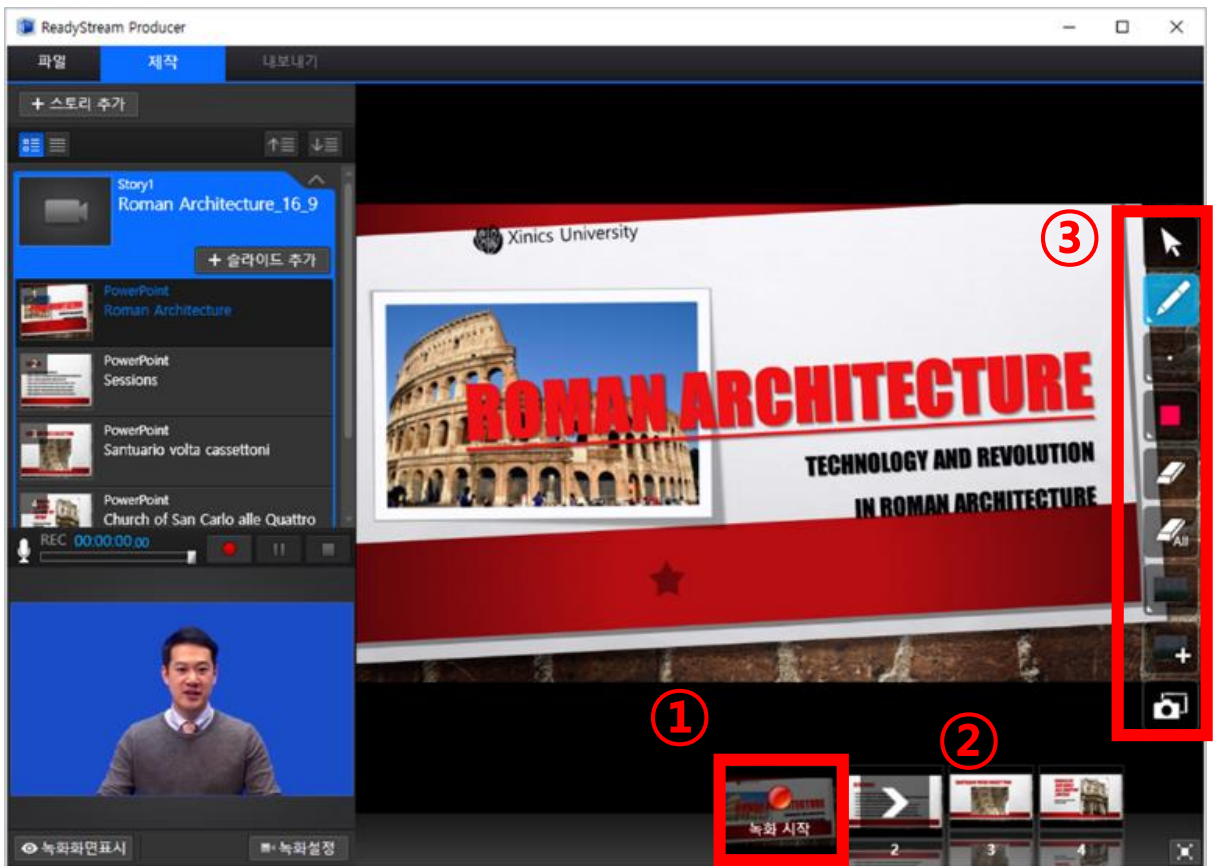 ReadyStream Producer
파일
제작
내보내기
+ 스토리 추가
Story1
Roman Architecture_16_9
+ 슬라이드 추가
PowerPoint
Roman Architecture
PowerPoint
Sessions
PowerPoint
Santuario volta cassettoni
PowerPoint
Church of San Carlo alle Quattro
REC 00:00:00.00
녹화화면표시
녹화설정
Xinics University
ROMAN ARCHITECTURE
TECHNOLOGY AND REVOLUTION
IN ROMAN ARCHITECTURE
③
All
①
②
녹화 시작
2
3
4